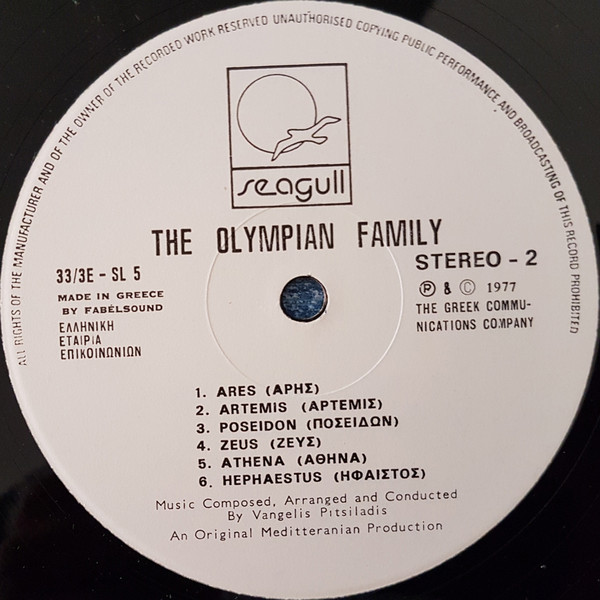 ALL RIGHTS OF THE MANUFACTURER AND OF THE OWNER OF THE RECORDED WORK RESERVED UNAUTHORISED COPYING PUBLIC PERFORMANCE AND BROADCASTING OF THIS RECORD PROHIBITED
seagull
THE OLYMPIAN FAMILY
33/3E - SL 5
STEREO - 2
MADE IN GREECE
BY FABELSOUND
ΕΛΛΗΝΙΚΗ
ΕΤΑΙΡΙΑ
ΕΠΙΚΟΙΝΩΝΙΩΝ
Ⓟ & Ⓒ 1977
THE GREEK COMMU-
NICATIONS COMPANY
1. ARES (ΑΡΗΣ)
2. ARTEMIS (ΑΡΤΕΜΙΣ)
3. POSEIDON (ΠΟΣΕΙΔΩΝ)
4. ZEUS (ΖΕΥΣ)
5. ATHENA (ΑΘΗΝΑ)
6. HEPHAESTUS (ΗΦΑΙΣΤΟΣ)
Music Composed, Arranged and Conducted
By Vangelis Pitsiladis
An Original Meditteranian Production